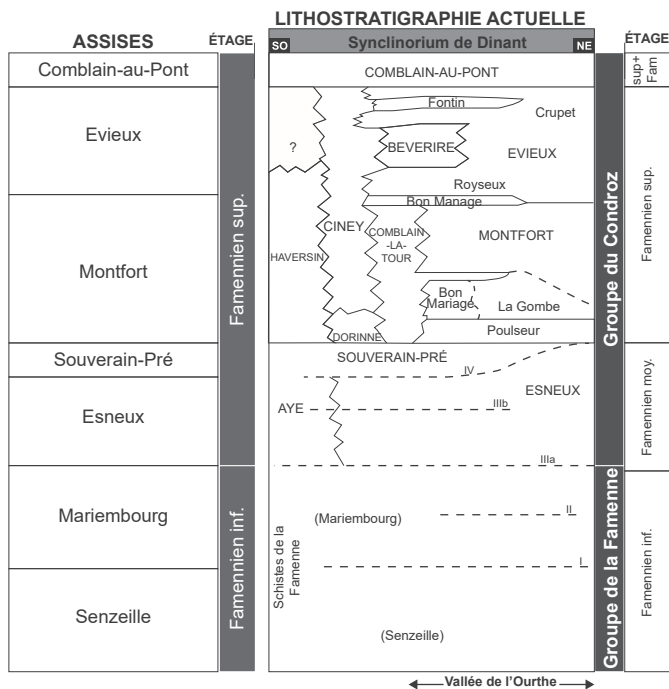 LITHOSTRATIGRAPHIE ACTUELLE
ASSISES
ÉTAGE
SO
Synclinorium de Dinant
NE
ÉTAGE
Comblain-au-Pont
Evieux
Montfort
Souverain-Pré
Esneux
Mariembourg
Senzeille
Famennien sup.
Famennien inf.
COMBLAIN-AU-PONT
Fontin
Crupet
?
BEVERIRE
EVIEUX
Royseux
Bon Manage
CINEY
COMBLAIN
-LA-
TOUR
MONTFORT
HAVERSIN
Bon
Mariagé
La Gombe
DORINNE
Poulseur
SOUVERAIN-PRÉ
IV
ESNEUX
AYE
IIIb
IIIa
II
(Mariembourg)
Schistes de la
Famenne
I
(Senzeille)
Vallée de l'Ourthe
Groupe du Condroz
Groupe de la Famenne
sup+
Fam
Famennien sup.
Famennien moy.
Famennien inf.